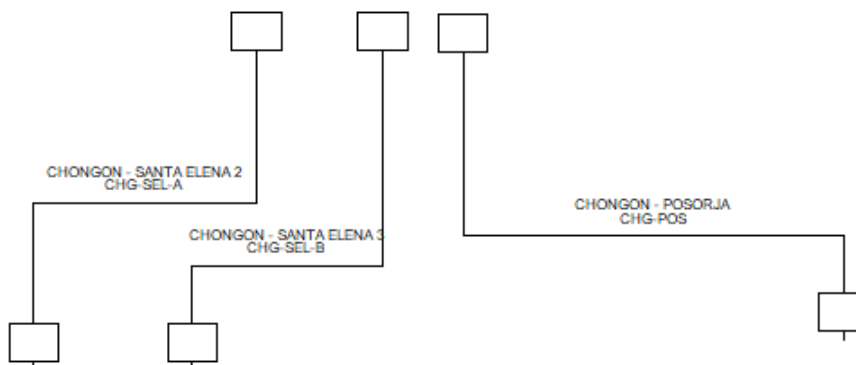 CHONGON - SANTA ELENA 2
CHG-SEL-A
CHONGON - SANTA ELENA 3
CHG-SEL-B
CHONGON - POSORJA
CHG-POS